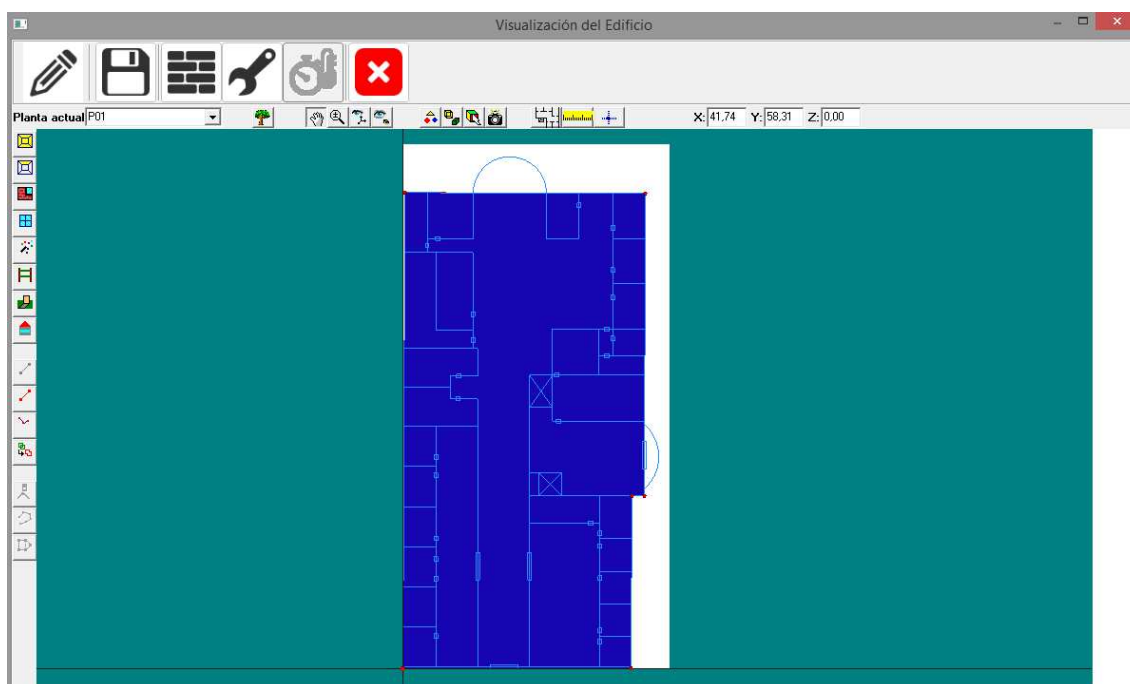 Visualización del Edificio
Planta actual P01 X: 41,74 Y: 58,31 Z: 0,00